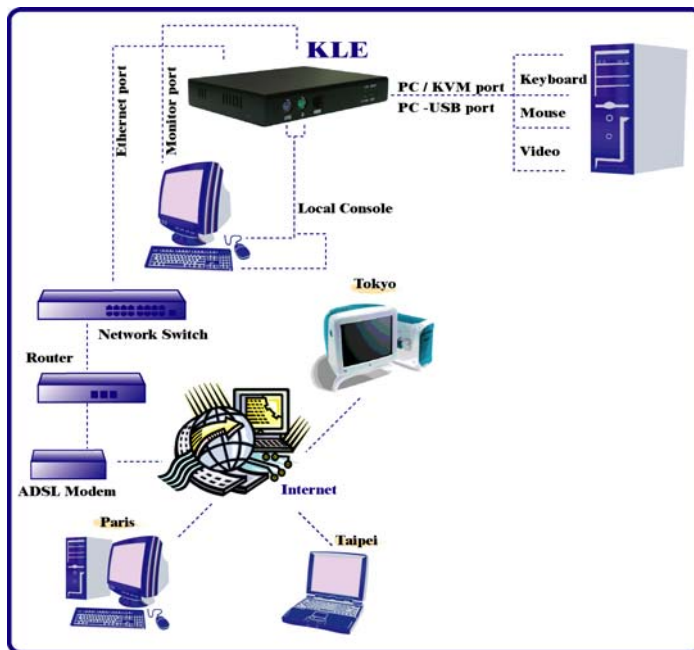 KLE
Ethernet port
Monitor port
PC / KVM port
PC -USB port
Keyboard
Mouse
Video
Local Console
Network Switch
Router
ADSL Modem
Internet
Tokyo
Paris
Taipei